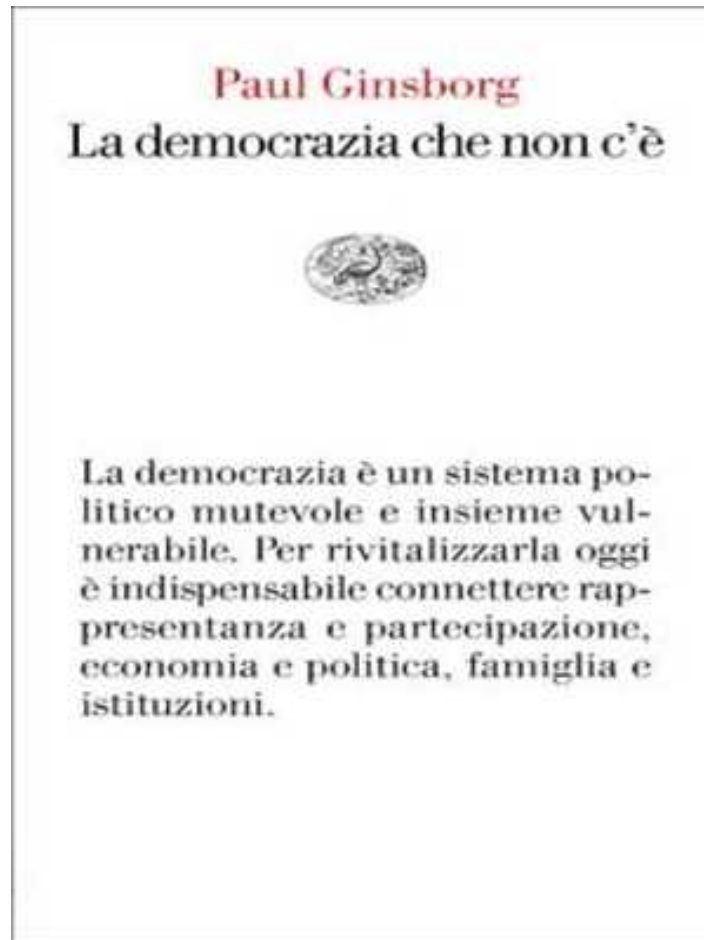 Paul Ginsborg
La democrazia che non c'è
La democrazia è un sistema po-
litico mutevole e insieme vul-
nerabile. Per rivitalizzarla oggi
è indispensabile connettere rap-
presentanza e partecipazione,
economia e politica, famiglia e
istituzioni.